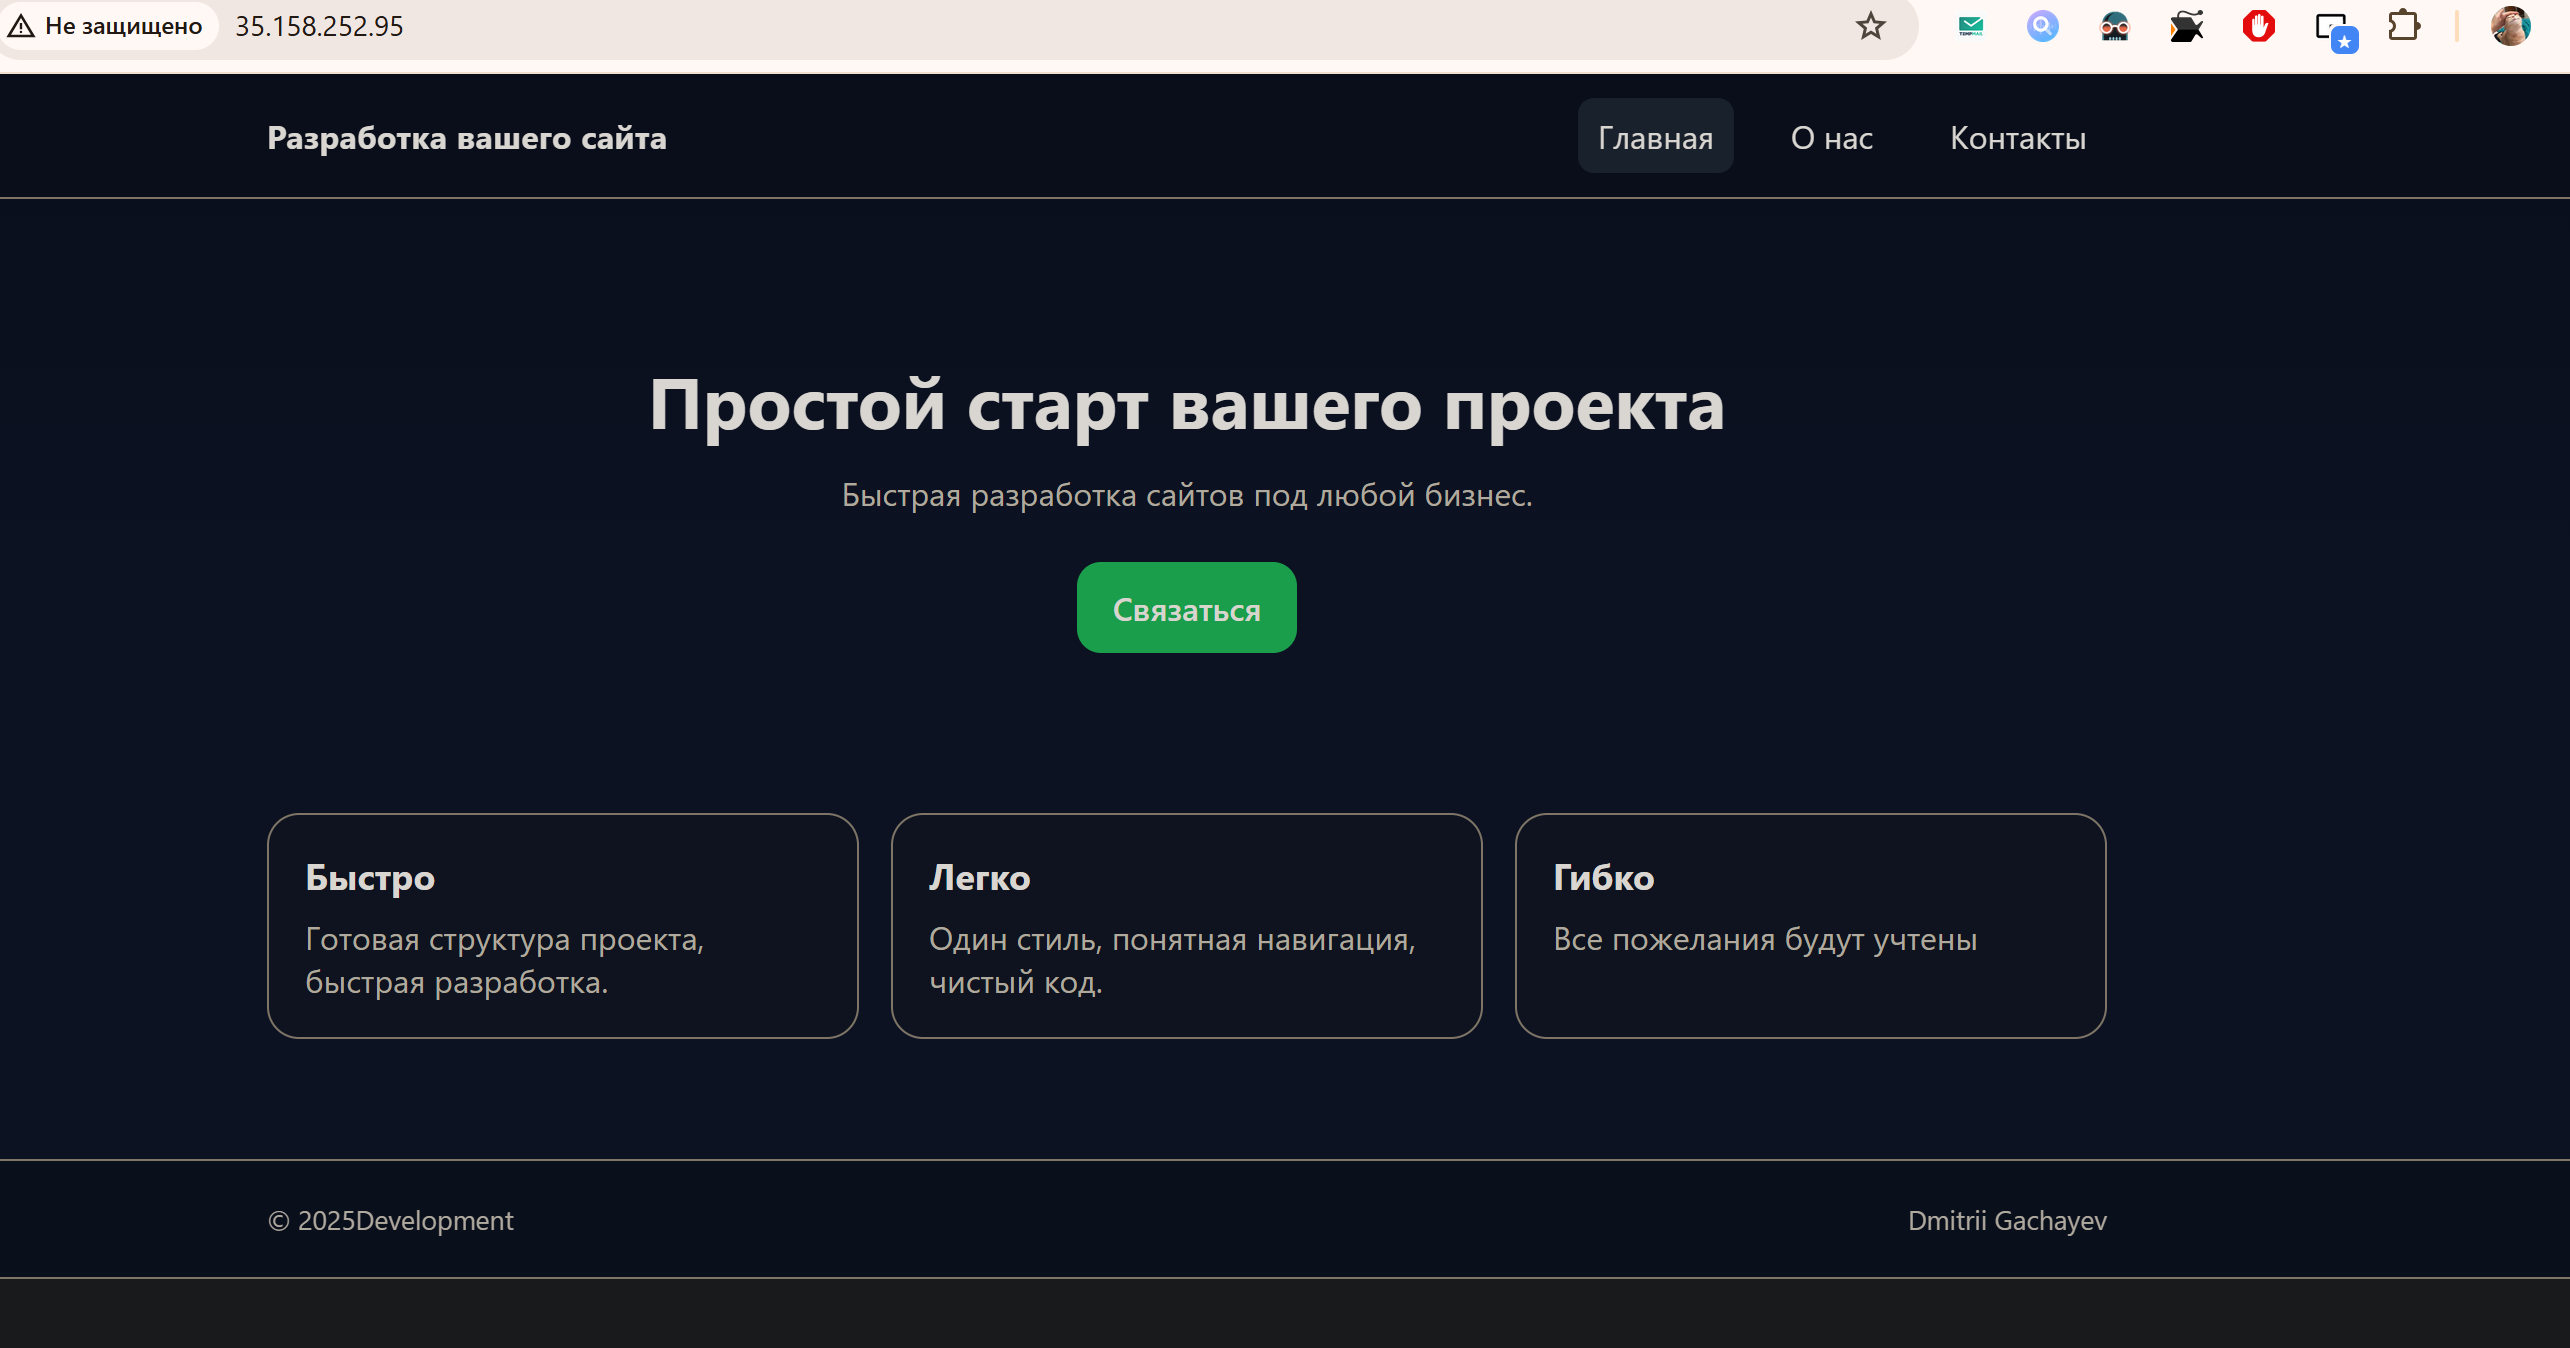 Не защищено 35.158.252.95
Разработка вашего сайта Главная О нас Контакты
Простой старт вашего проекта
Быстрая разработка сайтов под любой бизнес.
Связаться
Быстро
Готовая структура проекта,
быстрая разработка.
Легко
Один стиль, понятная навигация,
чистый код.
Гибко
Все пожелания будут учтены
© 2025Development Dmitrii Gachayev